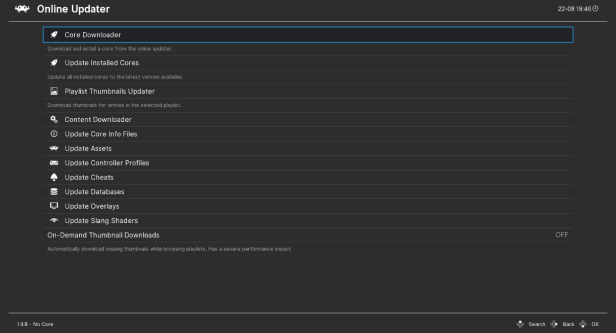 Online Updater
22-08 19:46
Core Downloader
Download and install a core from the online updater.
Update Installed Cores
Update all installed cores to the latest version available.
Playlist Thumbnails Updater
Download thumbnails for entries in the selected playlist.
Content Downloader
Update Core Info Files
Update Assets
Update Controller Profiles
Update Cheats
Update Databases
Update Overlays
Update Slang Shaders
On-Demand Thumbnail Downloads OFF
Automatically download missing thumbnails while browsing playlists. Has a severe performance impact.
1.9.8 - No Core
Search Back OK